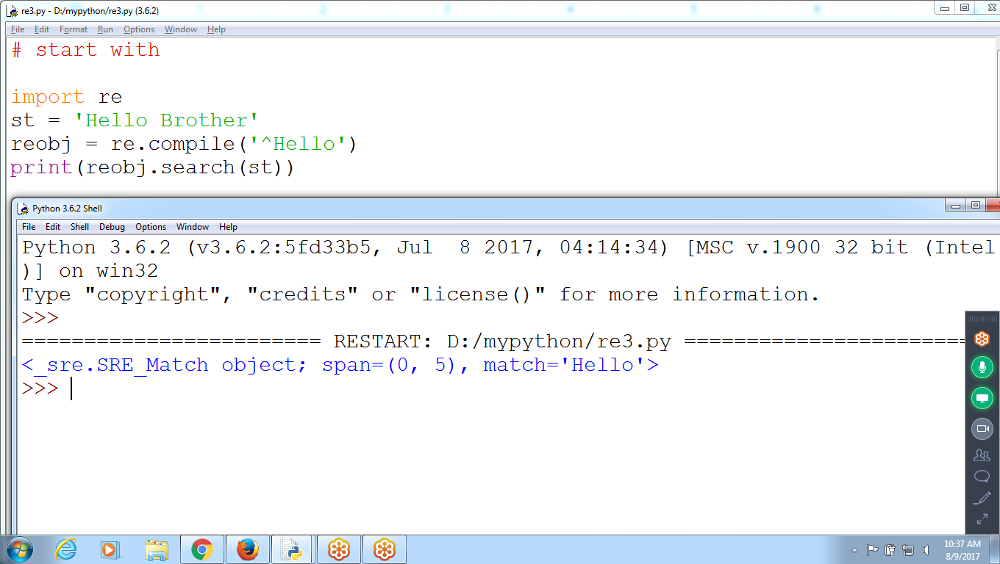 re3.py - D:/mypython/re3.py (3.6.2)
File Edit Format Run Options Window Help
# start with
import re
st = 'Hello Brother'
reobj = re.compile('^Hello')
print(reobj.search(st))
Python 3.6.2 Shell
File Edit Shell Debug Options Window Help
Python 3.6.2 (v3.6.2:5fd33b5, Jul  8 2017, 04:14:34) [MSC v.1900 32 bit (Intel
)] on win32
Type "copyright", "credits" or "license()" for more information.
>>>
======================== RESTART: D:/mypython/re3.py =======================
<_sre.SRE_Match object; span=(0, 5), match='Hello'>
>>>
10:37 AM
8/9/2017